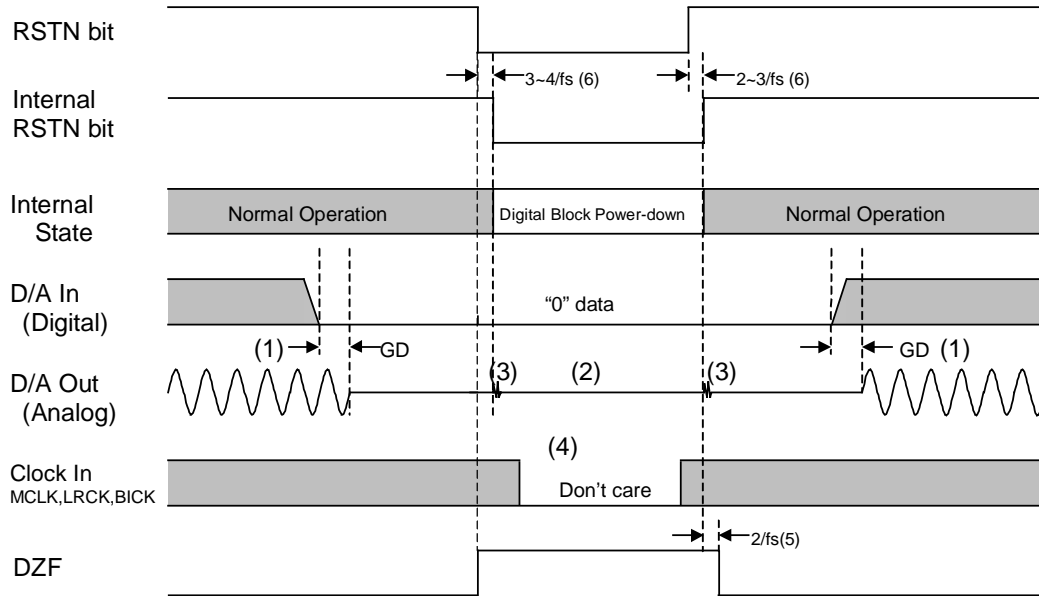 RSTN bit
3~4/fs (6)
2~3/fs (6)
Internal
RSTN bit
Internal
State
Normal Operation
Digital Block Power-down
Normal Operation
D/A In
(Digital)
“0” data
(1)
GD
GD
(1)
D/A Out
(Analog)
(3)
(2)
(3)
(4)
Clock In
MCLK,LRCK,BICK
Don’t care
2/fs(5)
DZF